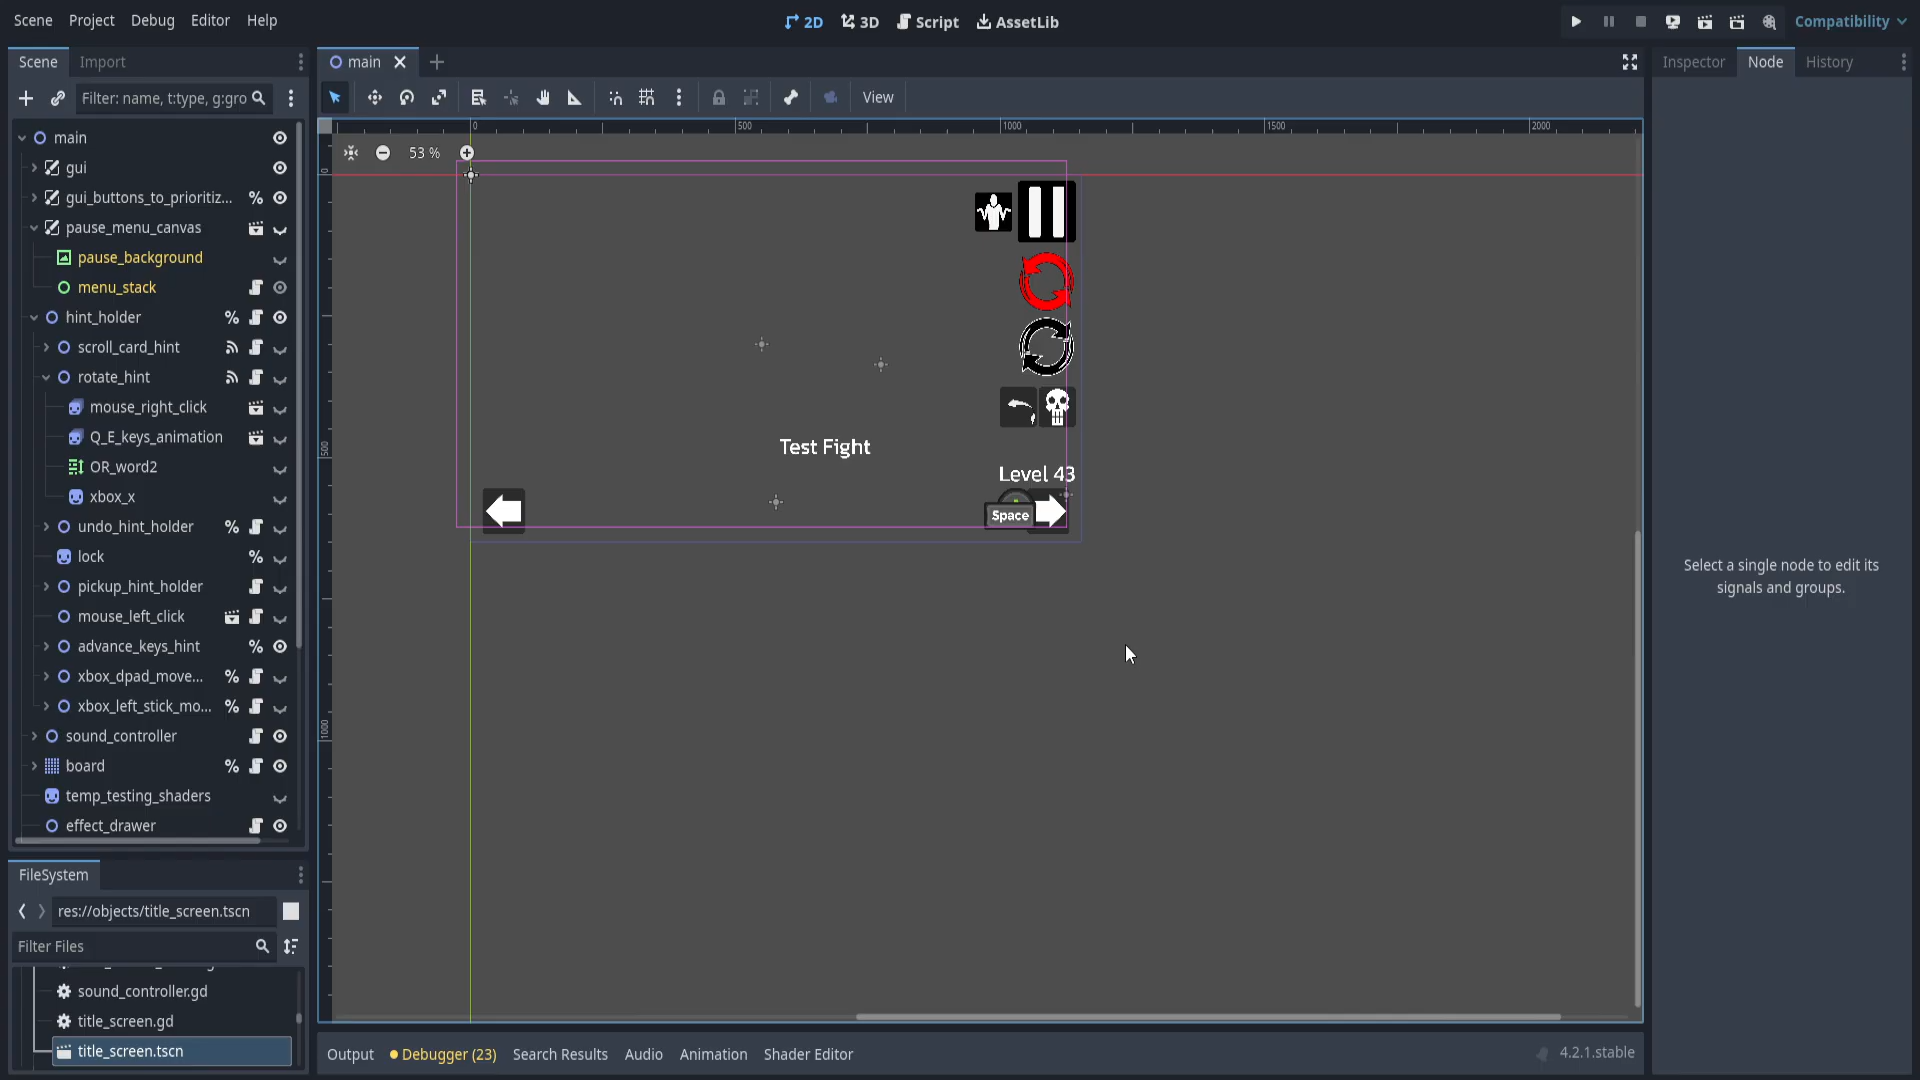 Scene Project Debug Editor Help
2D 3D Script AssetLib
Compatibility
Scene Import
main
Inspector Node History
Filter: name, t:type, g:gro
View
main
gui
gui_buttons_to_prioritiz...
pause_menu_canvas
pause_background
menu_stack
hint_holder
scroll_card_hint
rotate_hint
mouse_right_click
Q_E_keys_animation
OR_word2
xbox_x
undo_hint_holder
lock
pickup_hint_holder
mouse_left_click
advance_keys_hint
xbox_dpad_move...
xbox_left_stick_mo...
sound_controller
board
temp_testing_shaders
effect_drawer
0 500 1000 1500 2000
53 %
0
500
1000
Test Fight
Level 43
Space
Select a single node to edit its
signals and groups.
FileSystem
res://objects/title_screen.tscn
Filter Files
sound_controller.gd
title_screen.gd
title_screen.tscn
Output Debugger (23) Search Results Audio Animation Shader Editor
4.2.1.stable